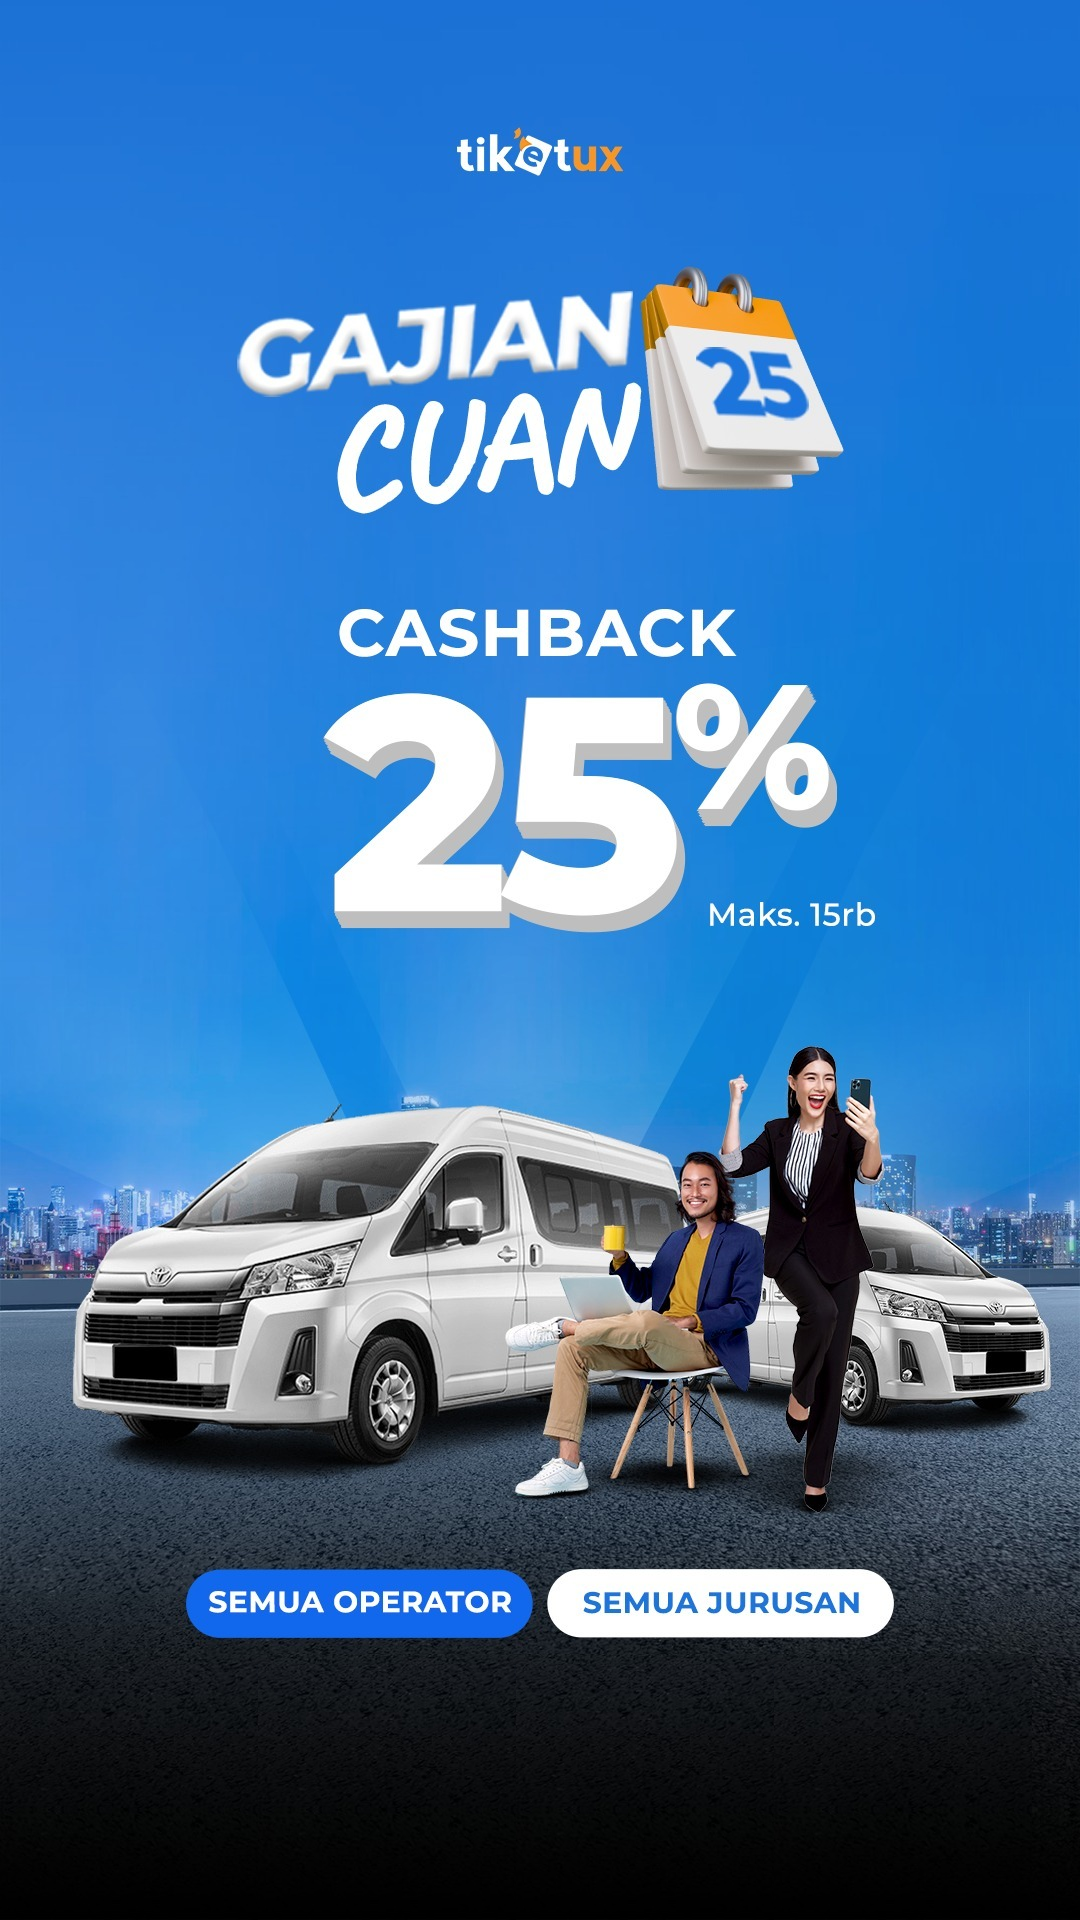 tiketux
GAJIAN
CUAN
25
CASHBACK
25%
Maks. 15rb
SEMUA OPERATOR
SEMUA JURUSAN